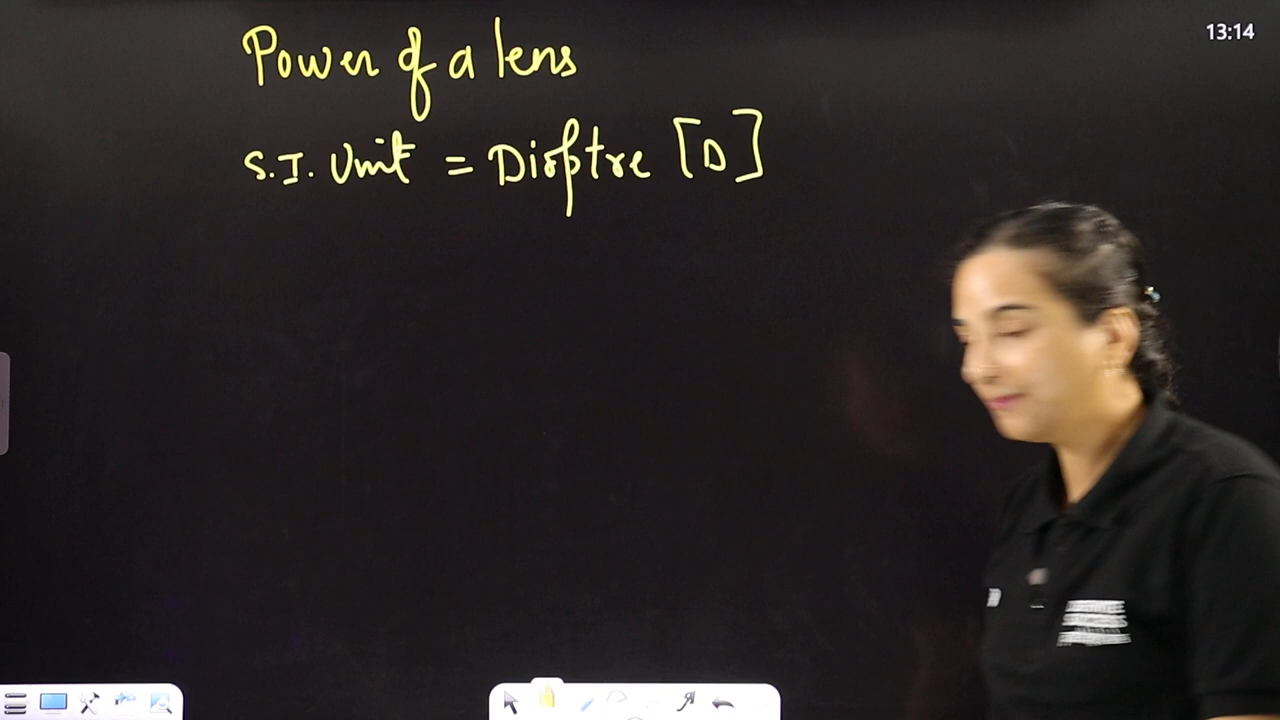 13:14
Power of a lens
S.I. Unit = Dioptre [D]